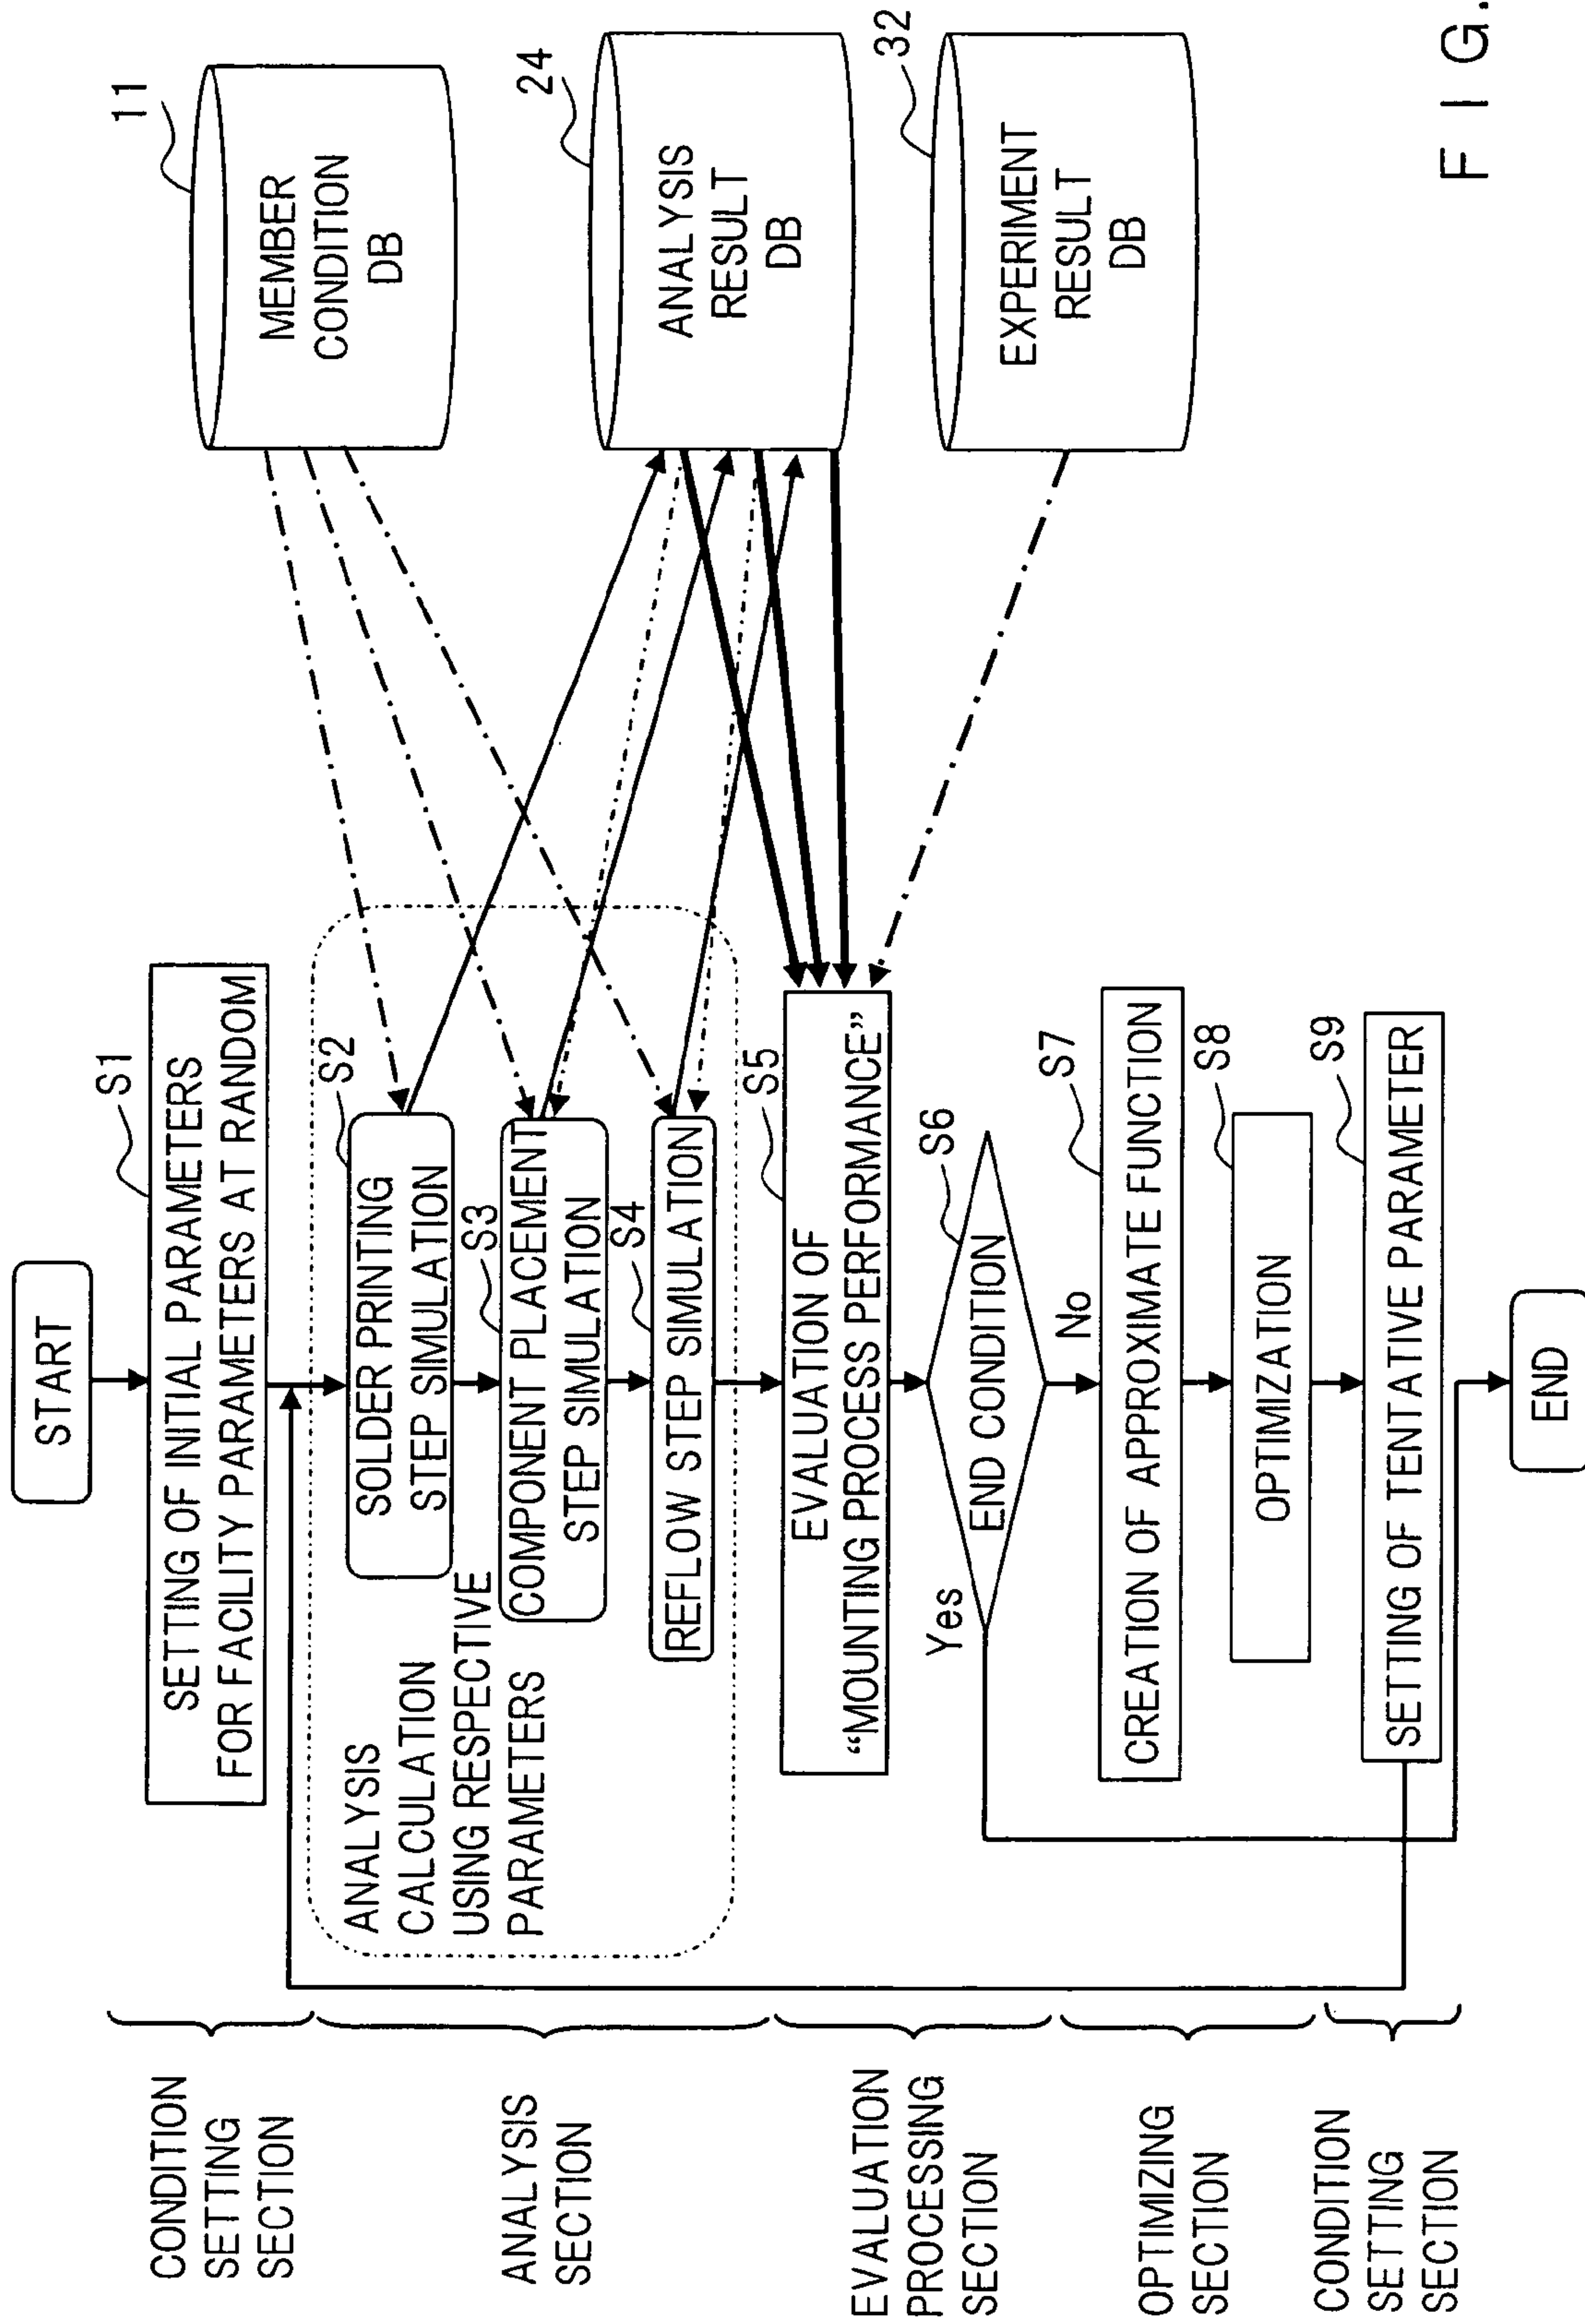 START
S1
SETTING OF INITIAL PARAMETERS
FOR FACILITY PARAMETERS AT RANDOM
ANALYSIS
CALCULATION
USING RESPECTIVE
PARAMETERS
S2
SOLDER PRINTING
STEP SIMULATION
S3
COMPONENT PLACEMENT
STEP SIMULATION
S4
REFLOW STEP SIMULATION
S5
EVALUATION OF
“MOUNTING PROCESS PERFORMANCE”
S6
END CONDITION
Yes
No
S7
CREATION OF APPROXIMATE FUNCTION
S8
OPTIMIZATION
S9
SETTING OF TENTATIVE PARAMETER
END
CONDITION
SETTING
SECTION
ANALYSIS
SECTION
EVALUATION
PROCESSING
SECTION
OPTIMIZING
SECTION
CONDITION
SETTING
SECTION
11
MEMBER
CONDITION
DB
24
ANALYSIS
RESULT
DB
32
EXPERIMENT
RESULT
DB
F I G.